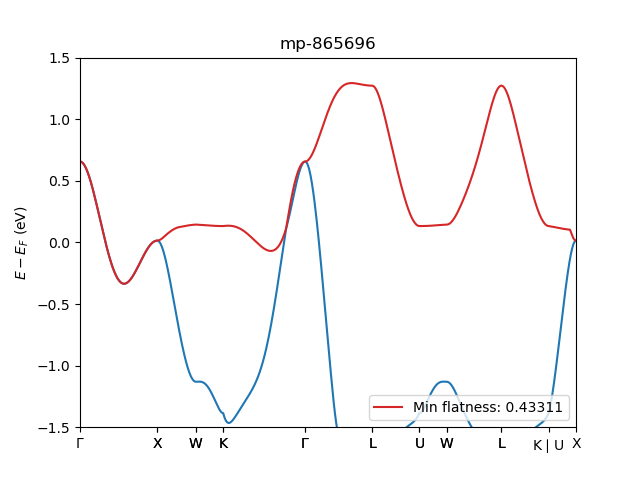 mp-865696
E − E_F (eV)
1.5
1.0
0.5
0.0
−0.5
−1.0
−1.5
Min flatness: 0.43311
Γ X W K Γ L U W L K | U X